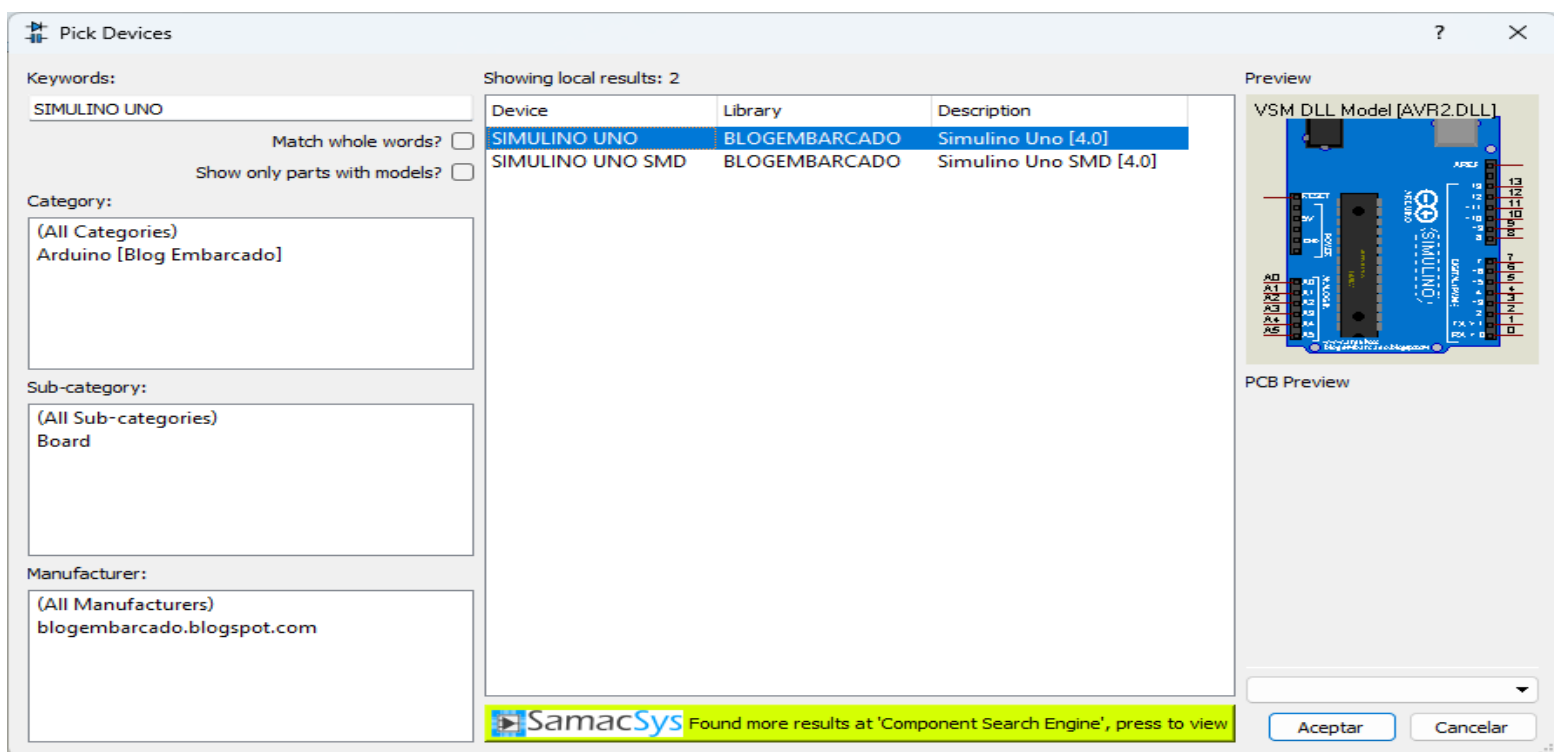 Pick Devices
?
Keywords:
SIMULINO UNO
Match whole words?
Show only parts with models?
Category:
(All Categories)
Arduino [Blog Embarcado]
Sub-category:
(All Sub-categories)
Board
Manufacturer:
(All Manufacturers)
blogembarcado.blogspot.com
Showing local results: 2
Device Library Description
SIMULINO UNO BLOGEMBARCADO Simulino Uno [4.0]
SIMULINO UNO SMD BLOGEMBARCADO Simulino Uno SMD [4.0]
SamacSys Found more results at 'Component Search Engine', press to view
Preview
VSM DLL Model [AVR2.DLL]
AREF
13
12
11
10
9
8
RESET
5V
GND
POWER
ARDUINO
(SIMULINO)
7
6
5
4
3
2
1
0
A0
A1
A2
A3
A4
A5
PCB Preview
Aceptar
Cancelar